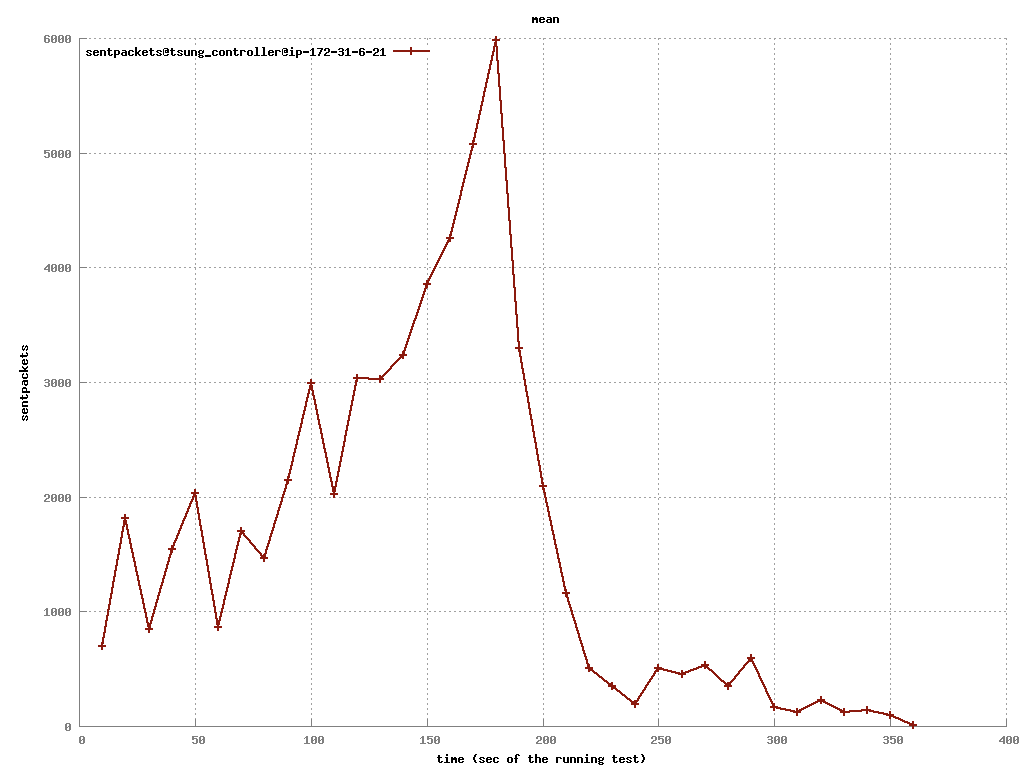 mean
6000
sentpackets@tsung_controller@ip-172-31-6-21
5000
4000
3000
2000
1000
0
sentpackets
0 50 100 150 200 250 300 350 400
time (sec of the running test)